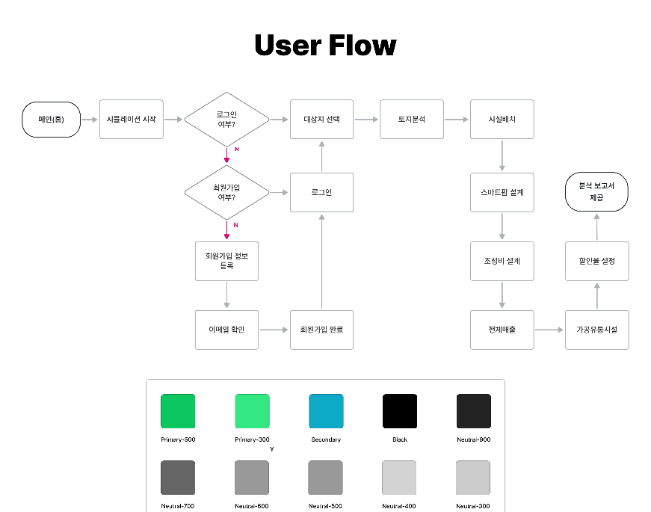 User Flow
메인(홈)
시뮬레이션 시작
로그인
여부?
대상지 선택
토지분석
시설배치
N
회원가입
여부?
로그인
스마트팜 설계
분석 보고서
제공
N
회원가입 정보
등록
조성비 설계
할인율 설정
이메일 확인
회원가입 완료
전체매출
가공유통시설
Primary-500
Primary-300
Secondary
Black
Neutral-900
Y
Neutral-700
Neutral-600
Neutral-500
Neutral-400
Neutral-300